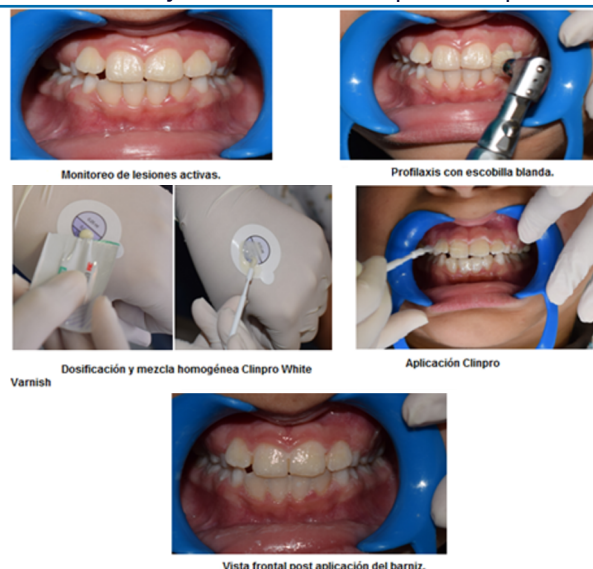 Monitoreo de lesiones activas.
Profilaxis con escobilla blanda.
Dosificación y mezcla homogénea Clinpro White
Varnish
Aplicación Clinpro
Vista frontal post aplicación del barniz.